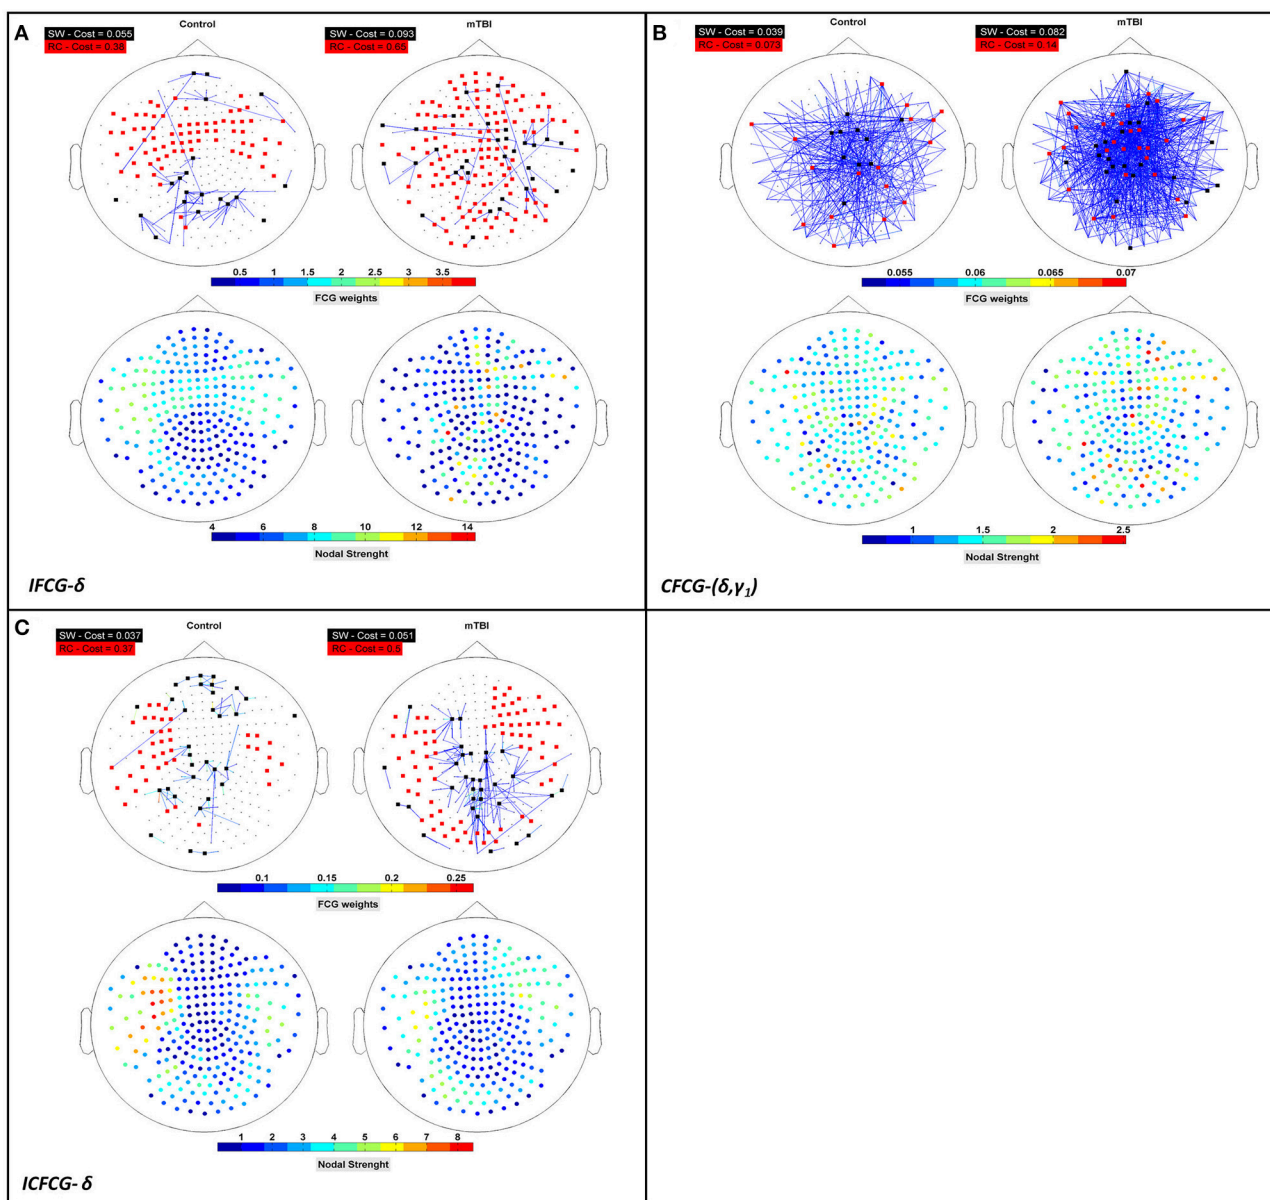 A
Control
mTBI
SW - Cost = 0.055
RC - Cost = 0.38
SW - Cost = 0.093
RC - Cost = 0.55
0.5 1 1.5 2 2.5 3 3.5
FCG weights
4 6 8 10 12 14
Nodal Strenght
IFCG-δ
B
Control
mTBI
SW - Cost = 0.039
RC - Cost = 0.073
SW - Cost = 0.082
RC - Cost = 0.14
0.055 0.06 0.065 0.07
FCG weights
1 1.5 2 2.5
Nodal Strenght
CFCG-(δ,γ₁)
C
Control
mTBI
SW - Cost = 0.037
RC - Cost = 0.37
SW - Cost = 0.051
RC - Cost = 0.5
0.1 0.15 0.2 0.25
FCG weights
1 2 3 4 5 6 7 8
Nodal Strenght
ICFCG- δ